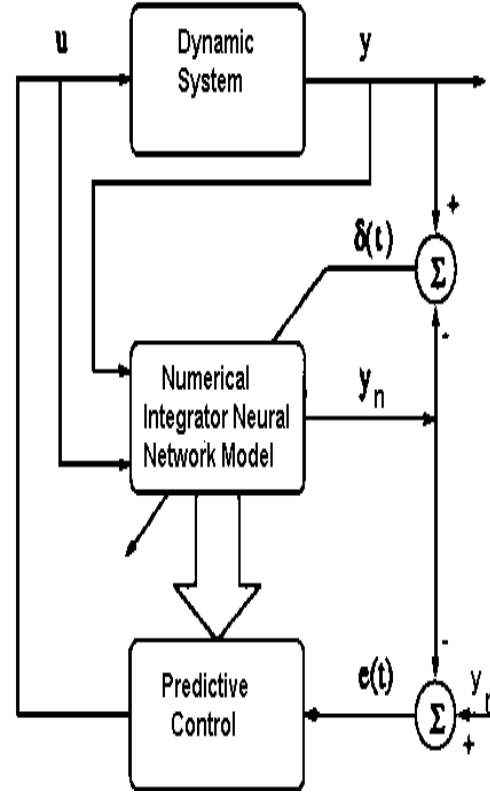 u
Dynamic
System
y
+
δ(t)
Σ
-
Numerical
Integrator Neural
Network Model
y n
-
Predictive
Control
e(t)
Σ
y r
+